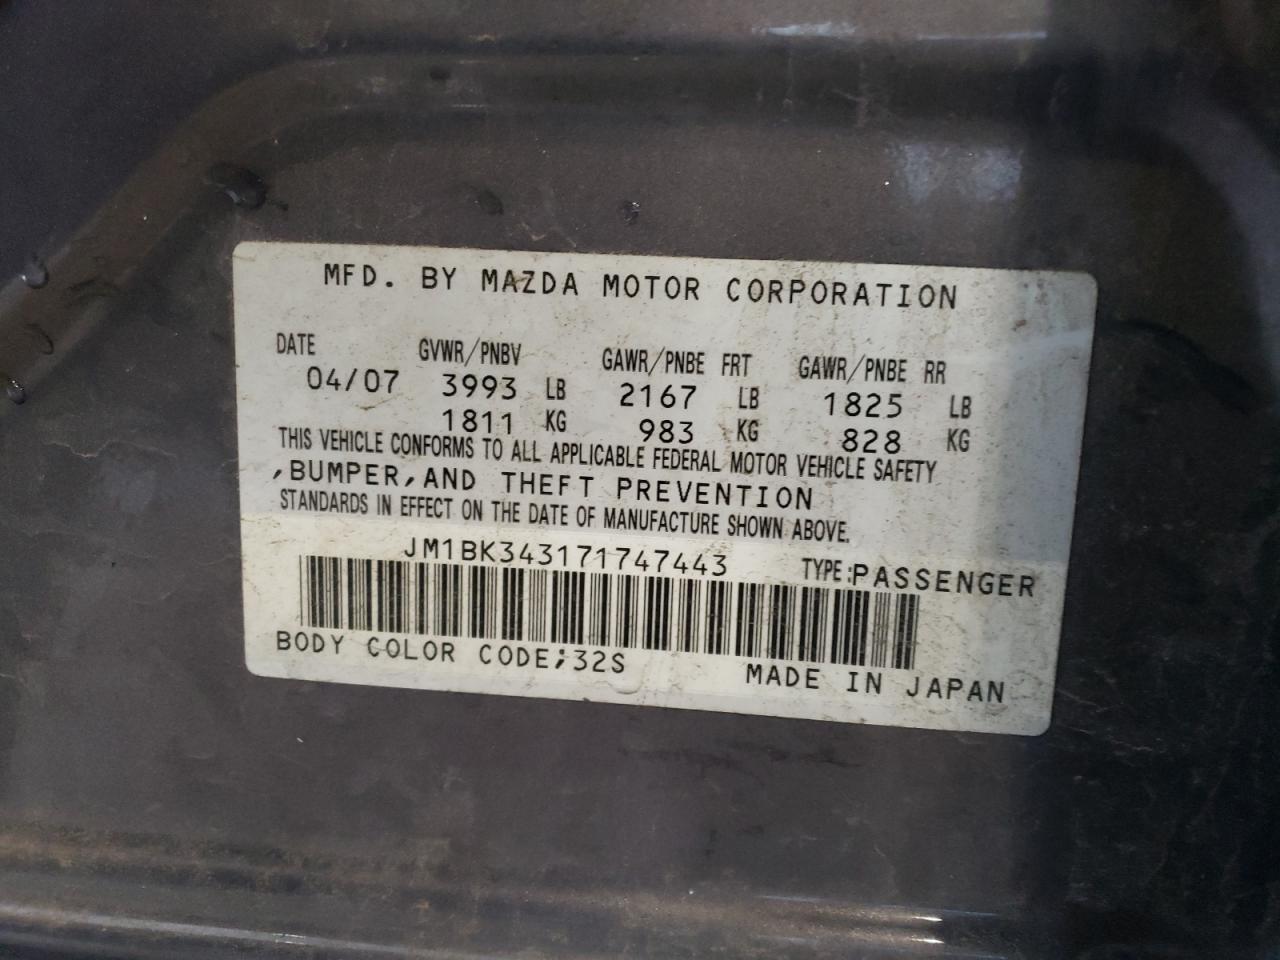 MFD. BY MAZDA MOTOR CORPORATION
DATE GVWR/PNBV GAWR/PNBE FRT GAWR/PNBE RR
04/07 3993 LB 2167 LB 1825 LB
1811 KG 983 KG 828 KG
THIS VEHICLE CONFORMS TO ALL APPLICABLE FEDERAL MOTOR VEHICLE SAFETY
,BUMPER,AND THEFT PREVENTION
STANDARDS IN EFFECT ON THE DATE OF MANUFACTURE SHOWN ABOVE.
JM1BK343171747443 TYPE:PASSENGER
BODY COLOR CODE;32S MADE IN JAPAN